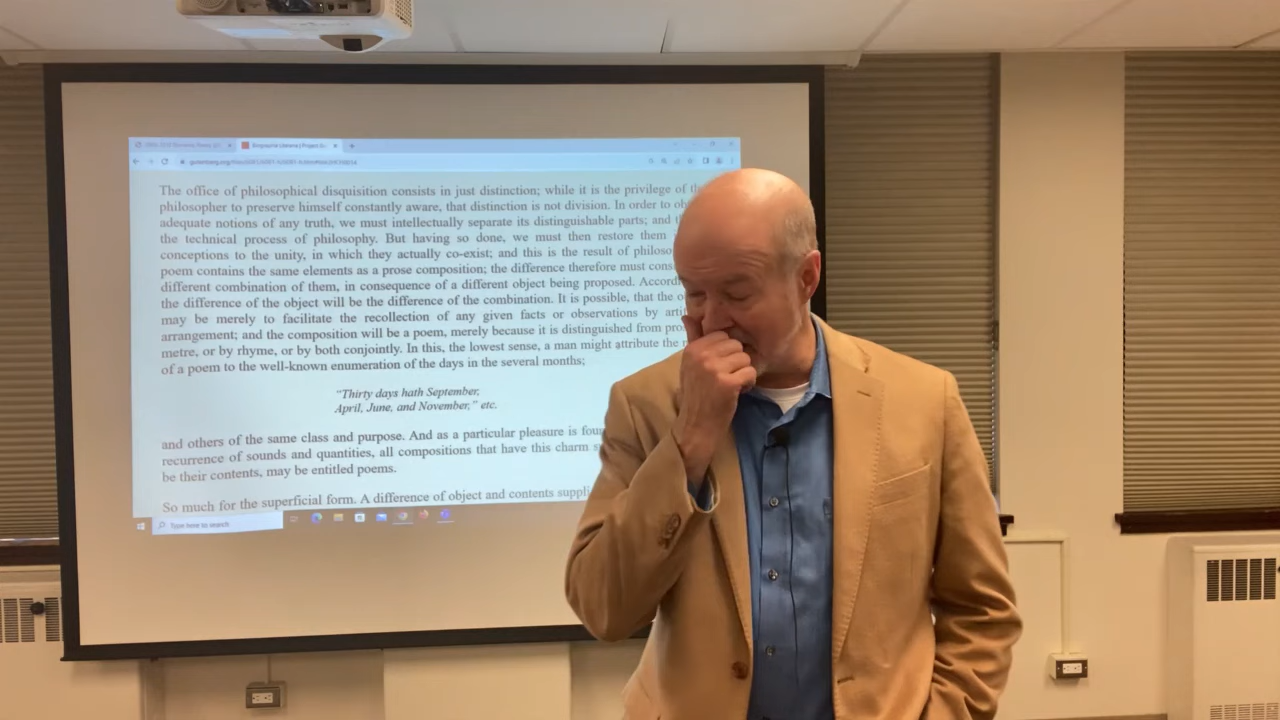 Biographia Literaria | Project Gu
The office of philosophical disquisition consists in just distinction; while it is the privilege of
philosopher to preserve himself constantly aware, that distinction is not division. In order to
adequate notions of any truth, we must intellectually separate its distinguishable parts; and
the technical process of philosophy. But having so done, we must then restore them
conceptions to the unity, in which they actually co-exist; and this is the result of
poem contains the same elements as a prose composition; the difference therefore must
different combination of them, in consequence of a different object being proposed.
the difference of the object will be the difference of the combination. It is possible, that the
may be merely to facilitate the recollection of any given facts or observations by
arrangement; and the composition will be a poem, merely because it is distinguished from
metre, or by rhyme, or by both conjointly. In this, the lowest sense, a man might attribute the
of a poem to the well-known enumeration of the days in the several months;
“Thirty days hath September,
April, June, and November,” etc.
and others of the same class and purpose. And as a particular pleasure is
recurrence of sounds and quantities, all compositions that have this charm
be their contents, may be entitled poems.
So much for the superficial form. A difference of object and contents
Type here to search